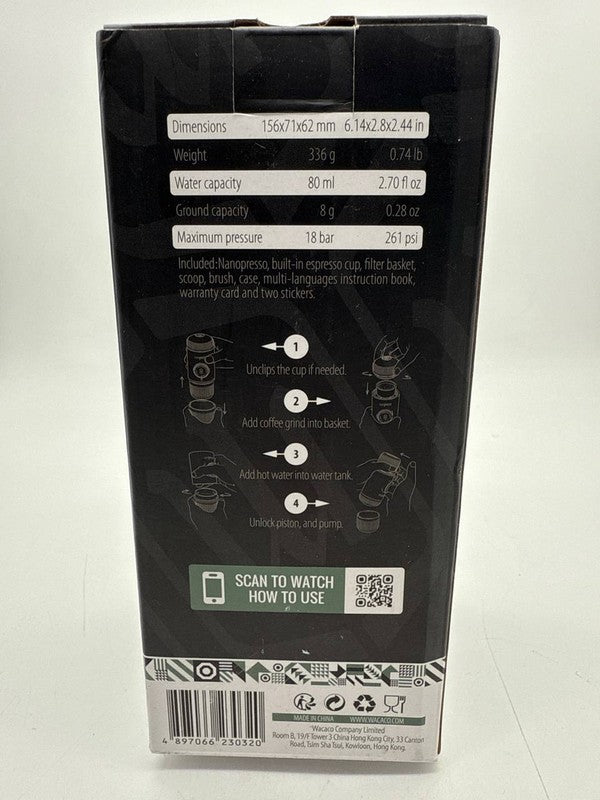 Dimensions 156x71x62 mm 6.14x2.8x2.44 in
Weight 336 g 0.74 lb
Water capacity 80 ml 2.70 fl oz
Ground capacity 8 g 0.28 oz
Maximum pressure 18 bar 261 psi
Included:Nanopresso, built-in espresso cup, filter basket,
scoop, brush, case, multi-languages instruction book,
warranty card and two stickers.
1
Unclips the cup if needed.
2
Add coffee grind into basket.
3
Add hot water into water tank.
4
Unlock piston, and pump.
SCAN TO WATCH
HOW TO USE
MADE IN CHINA WWW.WACACO.COM
Wacaco Company Limited
Room B, 19/F Tower 3 China Hong Kong City, 33 Canton
Road, Tsim Sha Tsui, Kowloon, Hong Kong
4 897066 230320